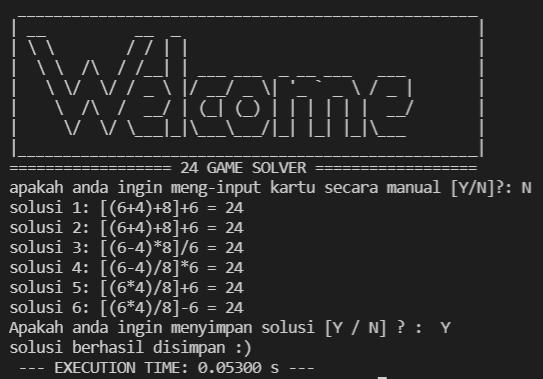 Welcome
================== 24 GAME SOLVER ==================
apakah anda ingin meng-input kartu secara manual [Y/N]?: N
solusi 1: [(6+4)+8]+6 = 24
solusi 2: [(6+4)+8]+6 = 24
solusi 3: [(6-4)*8]/6 = 24
solusi 4: [(6-4)/8]*6 = 24
solusi 5: [(6*4)/8]+6 = 24
solusi 6: [(6*4)/8]-6 = 24
Apakah anda ingin menyimpan solusi [Y / N] ? :  Y
solusi berhasil disimpan :)
--- EXECUTION TIME: 0.05300 s ---